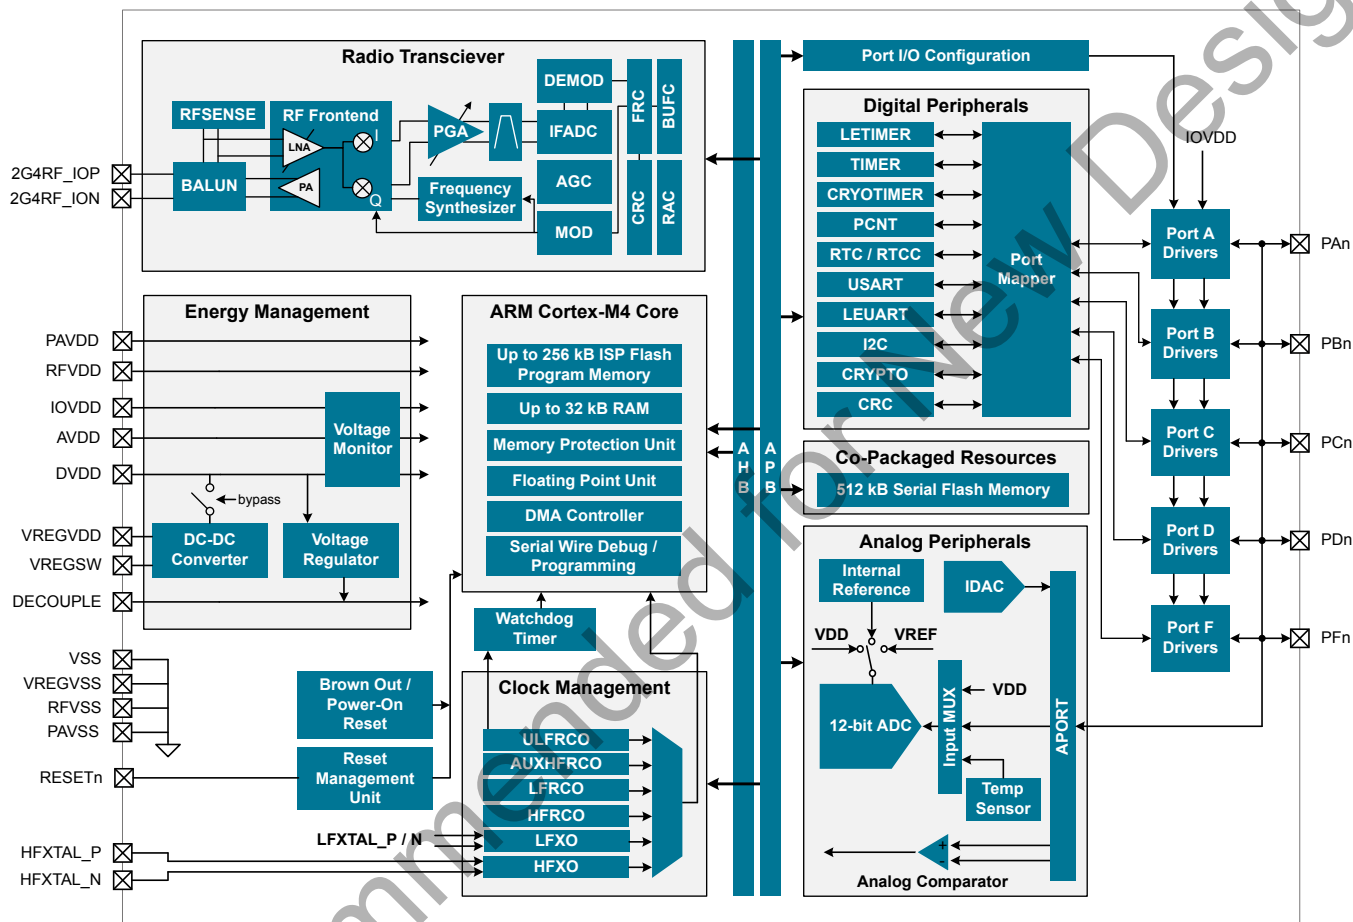 Radio Transciever
RFSENSE
RF Frontend
LNA
I
PA
Q
BALUN
PGA
Frequency
Synthesizer
DEMOD
IFADC
AGC
MOD
FRC
BUFC
CRC
RAC
2G4RF_IOP
2G4RF_ION
Energy Management
PAVDD
RFVDD
IOVDD
AVDD
DVDD
Voltage
Monitor
bypass
VREGVDD
VREGSW
DC-DC
Converter
Voltage
Regulator
DECOUPLE
VSS
VREGVSS
RFVSS
PAVSS
RESETn
Brown Out /
Power-On
Reset
Reset
Management
Unit
HFXTAL_P
HFXTAL_N
LFXTAL_P / N
ARM Cortex-M4 Core
Up to 256 kB ISP Flash
Program Memory
Up to 32 kB RAM
Memory Protection Unit
Floating Point Unit
DMA Controller
Serial Wire Debug /
Programming
Watchdog
Timer
Clock Management
ULFRCO
AUXHFRCO
LFRCO
HFRCO
LFXO
HFXO
AHB
APB
Port I/O Configuration
Digital Peripherals
LETIMER
TIMER
CRYOTIMER
PCNT
RTC / RTCC
USART
LEUART
I2C
CRYPTO
CRC
Port
Mapper
Co-Packaged Resources
512 kB Serial Flash Memory
Analog Peripherals
Internal
Reference
IDAC
VDD
VREF
12-bit ADC
Input MUX
VDD
Temp
Sensor
APORT
+
-
Analog Comparator
IOVDD
Port A
Drivers
Port B
Drivers
Port C
Drivers
Port D
Drivers
Port F
Drivers
PAn
PBn
PCn
PDn
PFn
mmended for New Desig